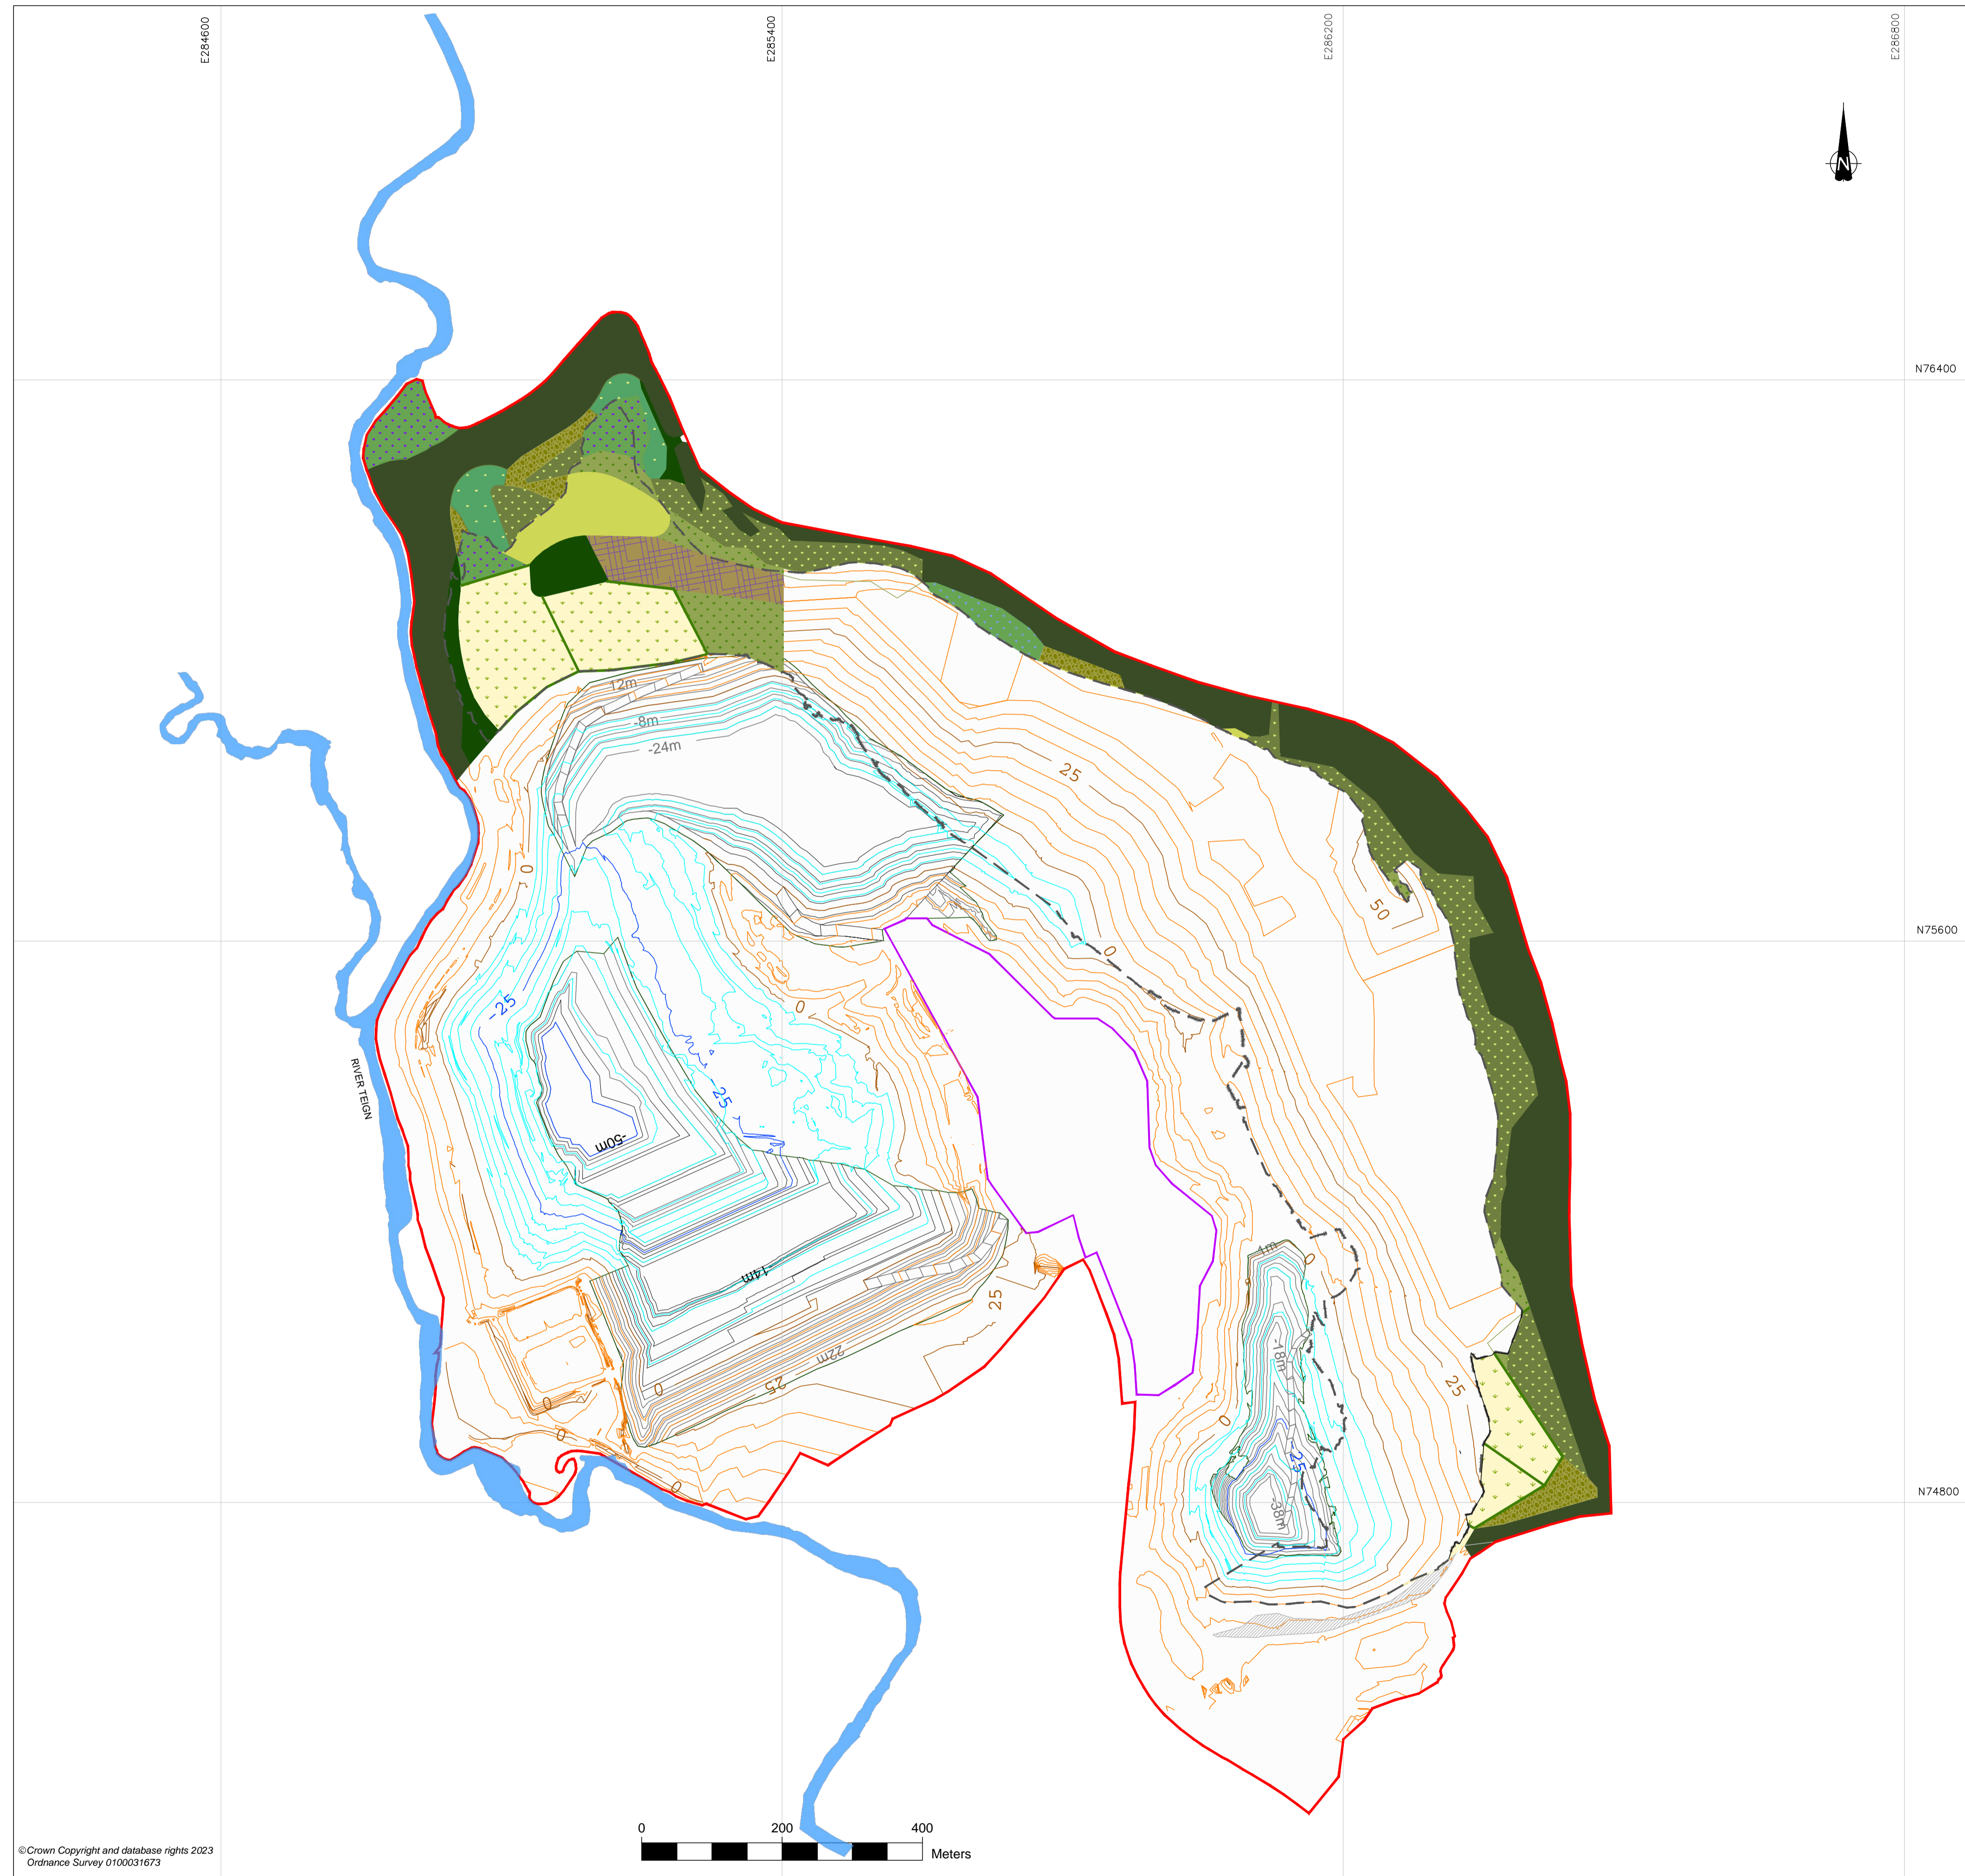 E284600
E285400
E286200
E286800
N
N76400
12m
-8m
-24m
25
0
50
N75600
0
-25
0
RIVER TEIGN
-25
-50m
-1m
0
-14m
25
22m
-18m
25
0
25
0
0
0
-25
-38m
0
N74800
0 200 400
Meters
©Crown Copyright and database rights 2023
Ordnance Survey 0100031673